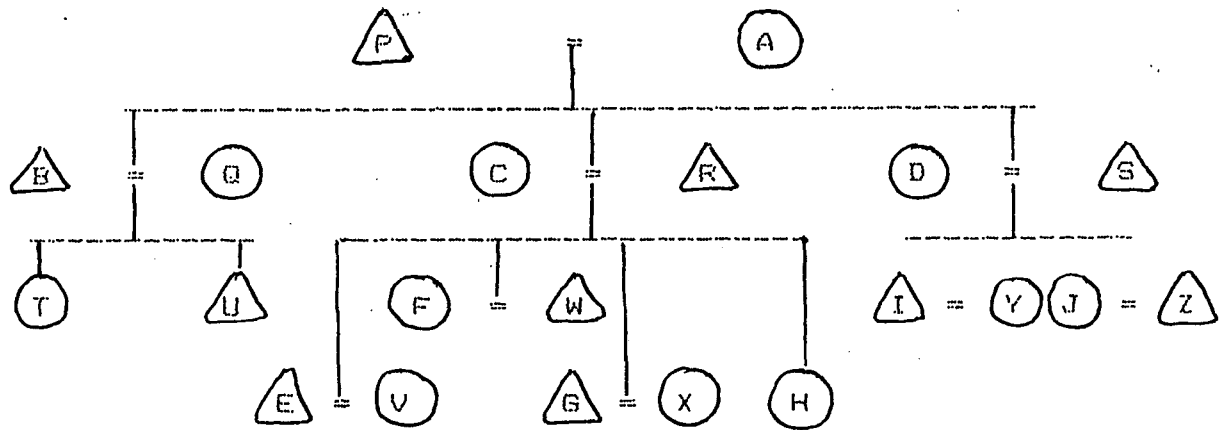 P = A
B = Q C = R D = S
T U F = W I = Y J = Z
E = V G = X H